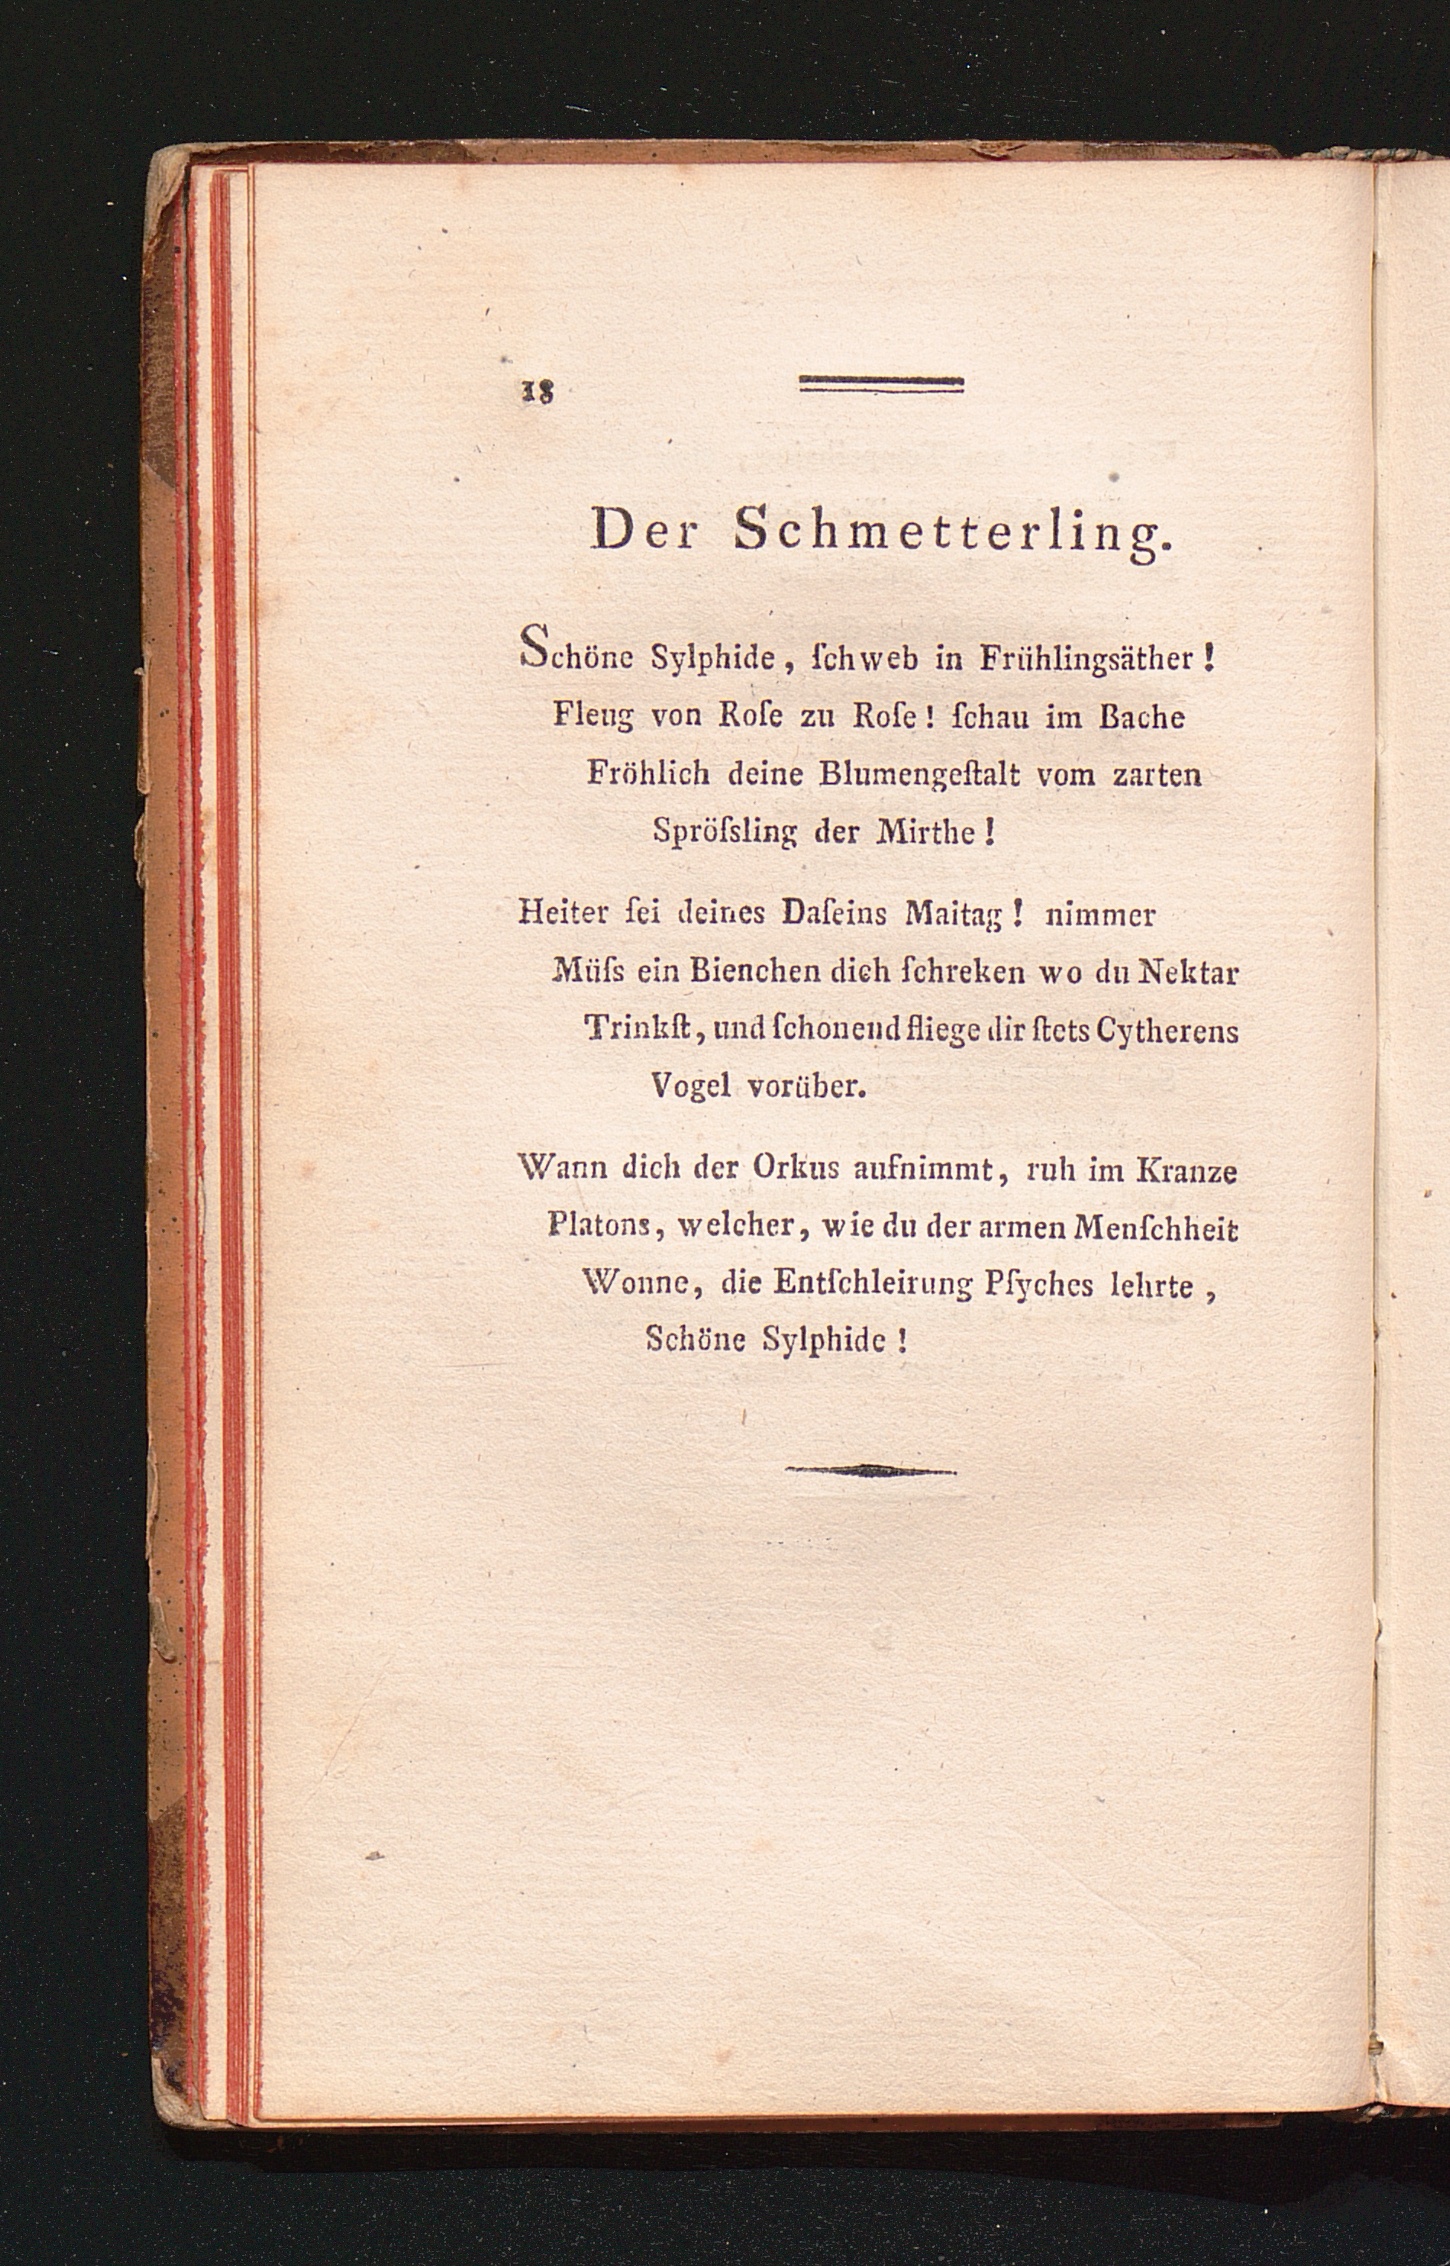 18
Der Schmetterling.
Schöne Sylphide, ſchweb in Frühlingsäther!
Fleug von Roſe zu Roſe! ſchau im Bache
Fröhlich deine Blumengeſtalt vom zarten
Spröſsling der Mirthe!
Heiter ſei deines Daſeins Maitag! nimmer
Müſs ein Bienchen dich ſchreken wo du Nektar
Trinkſt, und ſchonend fliege dir ſtets Cytherens
Vogel vorüber.
Wann dich der Orkus aufnimmt, ruh im Kranze
Platons, welcher, wie du der armen Menſchheit
Wonne, die Entſchleirung Pſyches lehrte,
Schöne Sylphide!